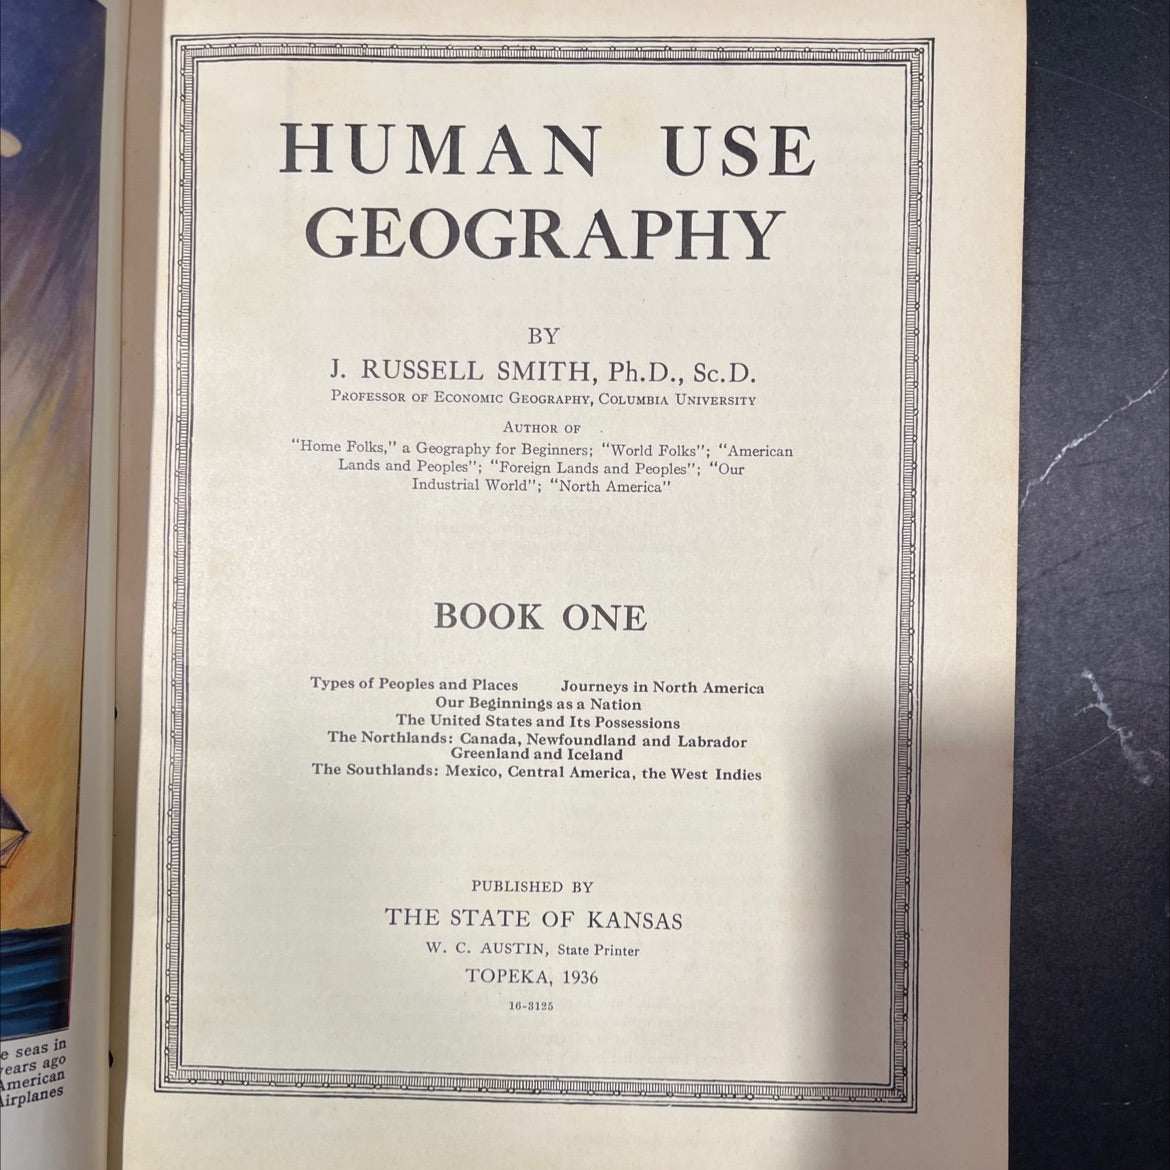 HUMAN USE
GEOGRAPHY
BY
J. RUSSELL SMITH, Ph.D., Sc.D.
PROFESSOR OF ECONOMIC GEOGRAPHY, COLUMBIA UNIVERSITY
AUTHOR OF
“Home Folks,” a Geography for Beginners; “World Folks”; “American
Lands and Peoples”; “Foreign Lands and Peoples”; “Our
Industrial World”; “North America”
BOOK ONE
Types of Peoples and Places Journeys in North America
Our Beginnings as a Nation
The United States and Its Possessions
The Northlands: Canada, Newfoundland and Labrador
Greenland and Iceland
The Southlands: Mexico, Central America, the West Indies
PUBLISHED BY
THE STATE OF KANSAS
W. C. AUSTIN, State Printer
TOPEKA, 1936
16-3125
seas in
ago
American
Airplanes